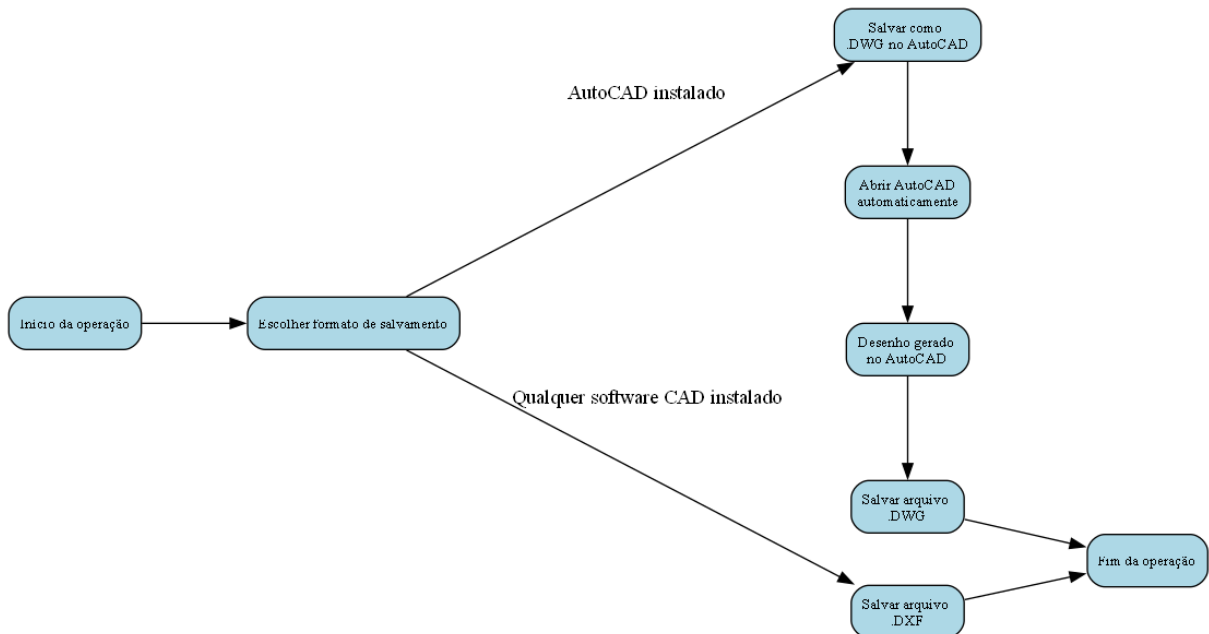 Salvar como
.DWG no AutoCAD
AutoCAD instalado
Abrir AutoCAD
automaticamente
Início da operação
Escolher formato de salvamento
Desenho gerado
no AutoCAD
Qualquer software CAD instalado
Salvar arquivo
.DWG
Fim da operação
Salvar arquivo
.DXF